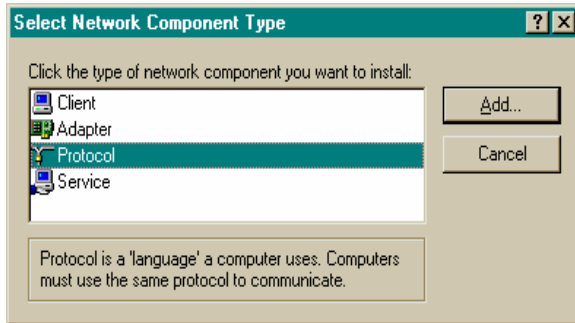 Select Network Component Type
Click the type of network component you want to install:
Client
Adapter
Protocol
Service
Add...
Cancel
Protocol is a 'language' a computer uses. Computers
must use the same protocol to communicate.